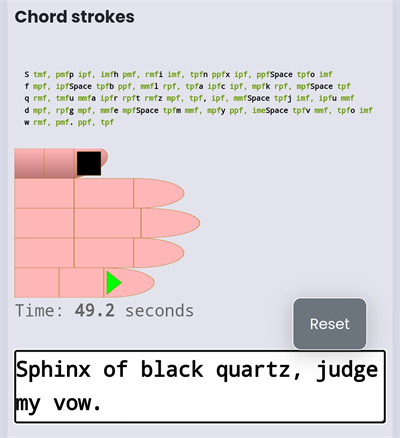 Chord strokes
S tmf, pmfp ipf, imfh pmf, rmfi imf, tpfn ppfx ipf, ppfSpace tpfo imf
f mpf, ipfSpace tpfb ppf, mmfl rpf, tpfa ipfc ipf, mpfk rpf, mpfSpace tpf
q rmf, tmfu mmfa ipfr rpft rmfz mpf, tpf, ipf, mmfSpace tpfj imf, ipfu mmf
d mpf, rpfg mpf, mmfe mpfSpace tpfm mmf, mpfy ppf, imeSpace tpfv mmf, tpfo imf
w rmf, pmf. ppf, tpf
Time: 49.2 seconds
Reset
Sphinx of black quartz, judge
my vow.